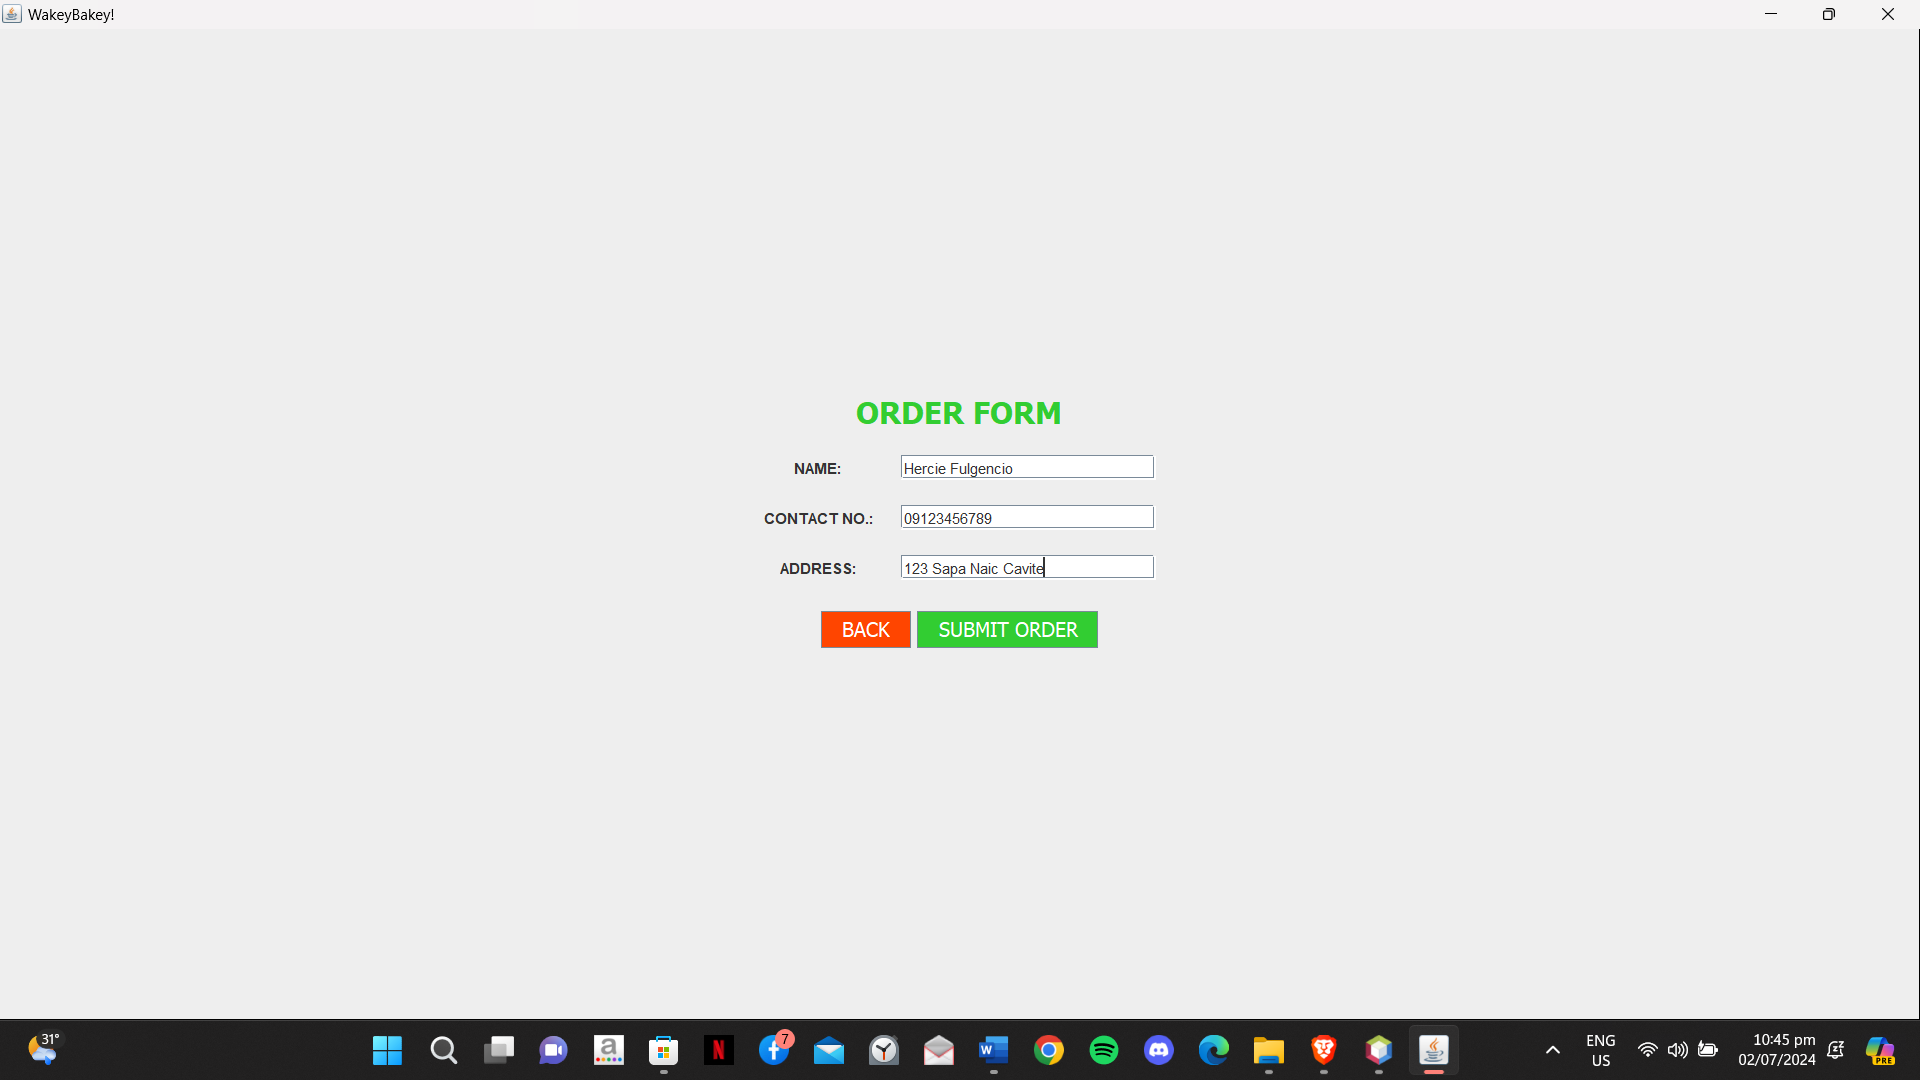 WakeyBakey!
ORDER FORM
NAME: Hercie Fulgencio
CONTACT NO.: 09123456789
ADDRESS: 123 Sapa Naic Cavite
BACK SUBMIT ORDER
31°
a
N
7
W
ENG
US
10:45 pm
02/07/2024
PRE